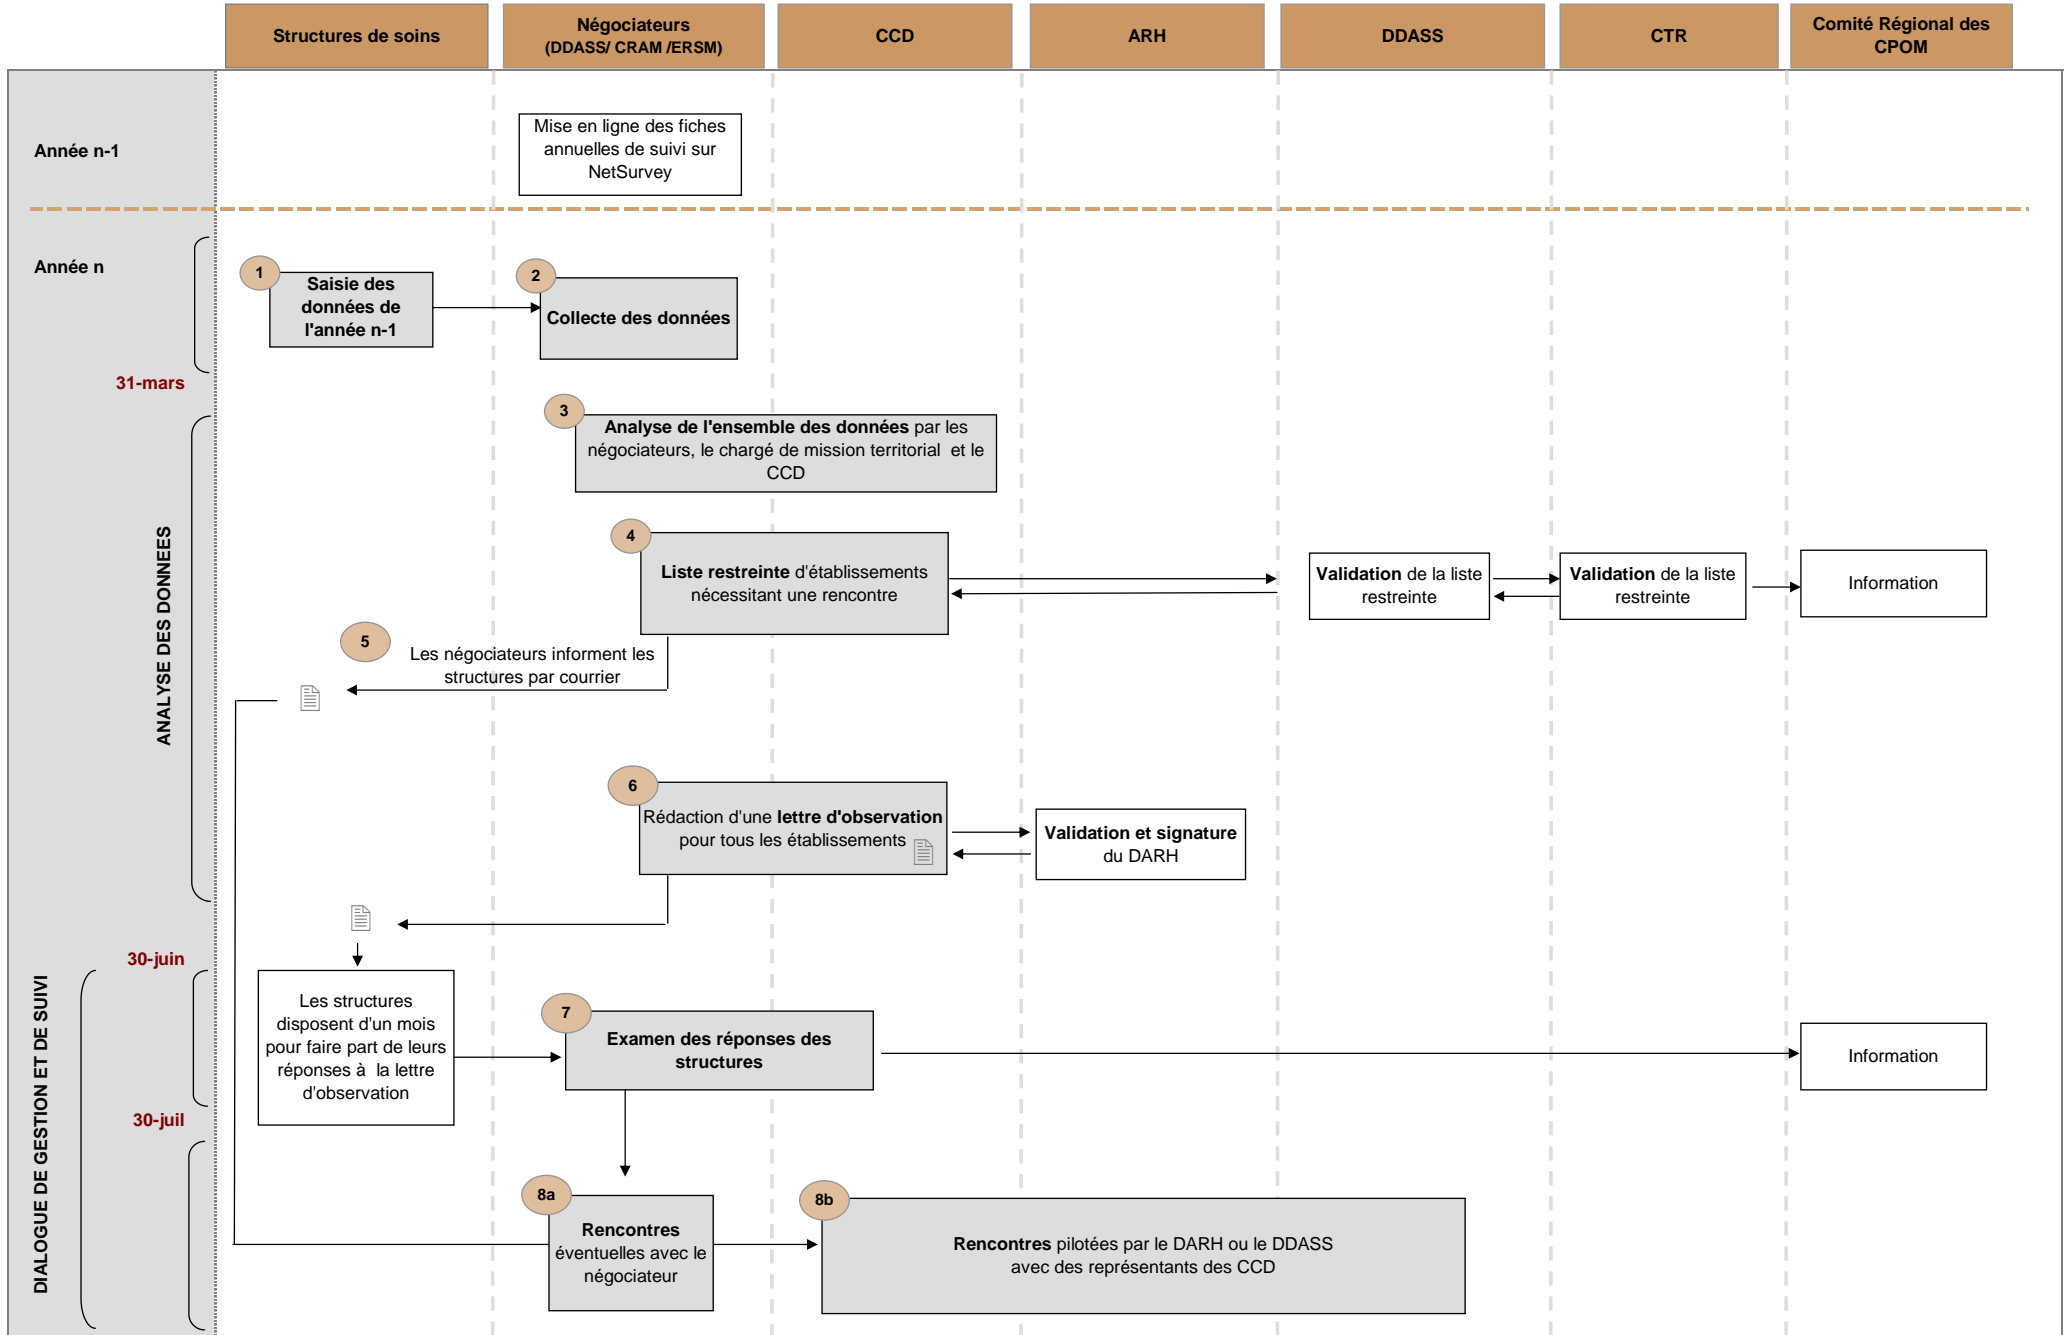 Structures de soins
Négociateurs
(DDASS/ CRAM /ERSM)
CCD
ARH
DDASS
CTR
Comité Régional des
CPOM
Année n-1
Mise en ligne des fiches
annuelles de suivi sur
NetSurvey
Année n
1
Saisie des
données de
l'année n-1
2
Collecte des données
31-mars
3
Analyse de l'ensemble des données par les
négociateurs, le chargé de mission territorial et le
CCD
ANALYSE DES DONNEES
4
Liste restreinte d'établissements
nécessitant une rencontre
Validation de la liste
restreinte
Validation de la liste
restreinte
Information
5
Les négociateurs informent les
structures par courrier
6
Rédaction d'une lettre d'observation
pour tous les établissements
Validation et signature
du DARH
30-juin
DIALOGUE DE GESTION ET DE SUIVI
Les structures
disposent d'un mois
pour faire part de leurs
réponses à la lettre
d'observation
7
Examen des réponses des
structures
Information
30-juil
8a
Rencontres
éventuelles avec le
négociateur
8b
Rencontres pilotées par le DARH ou le DDASS
avec des représentants des CCD